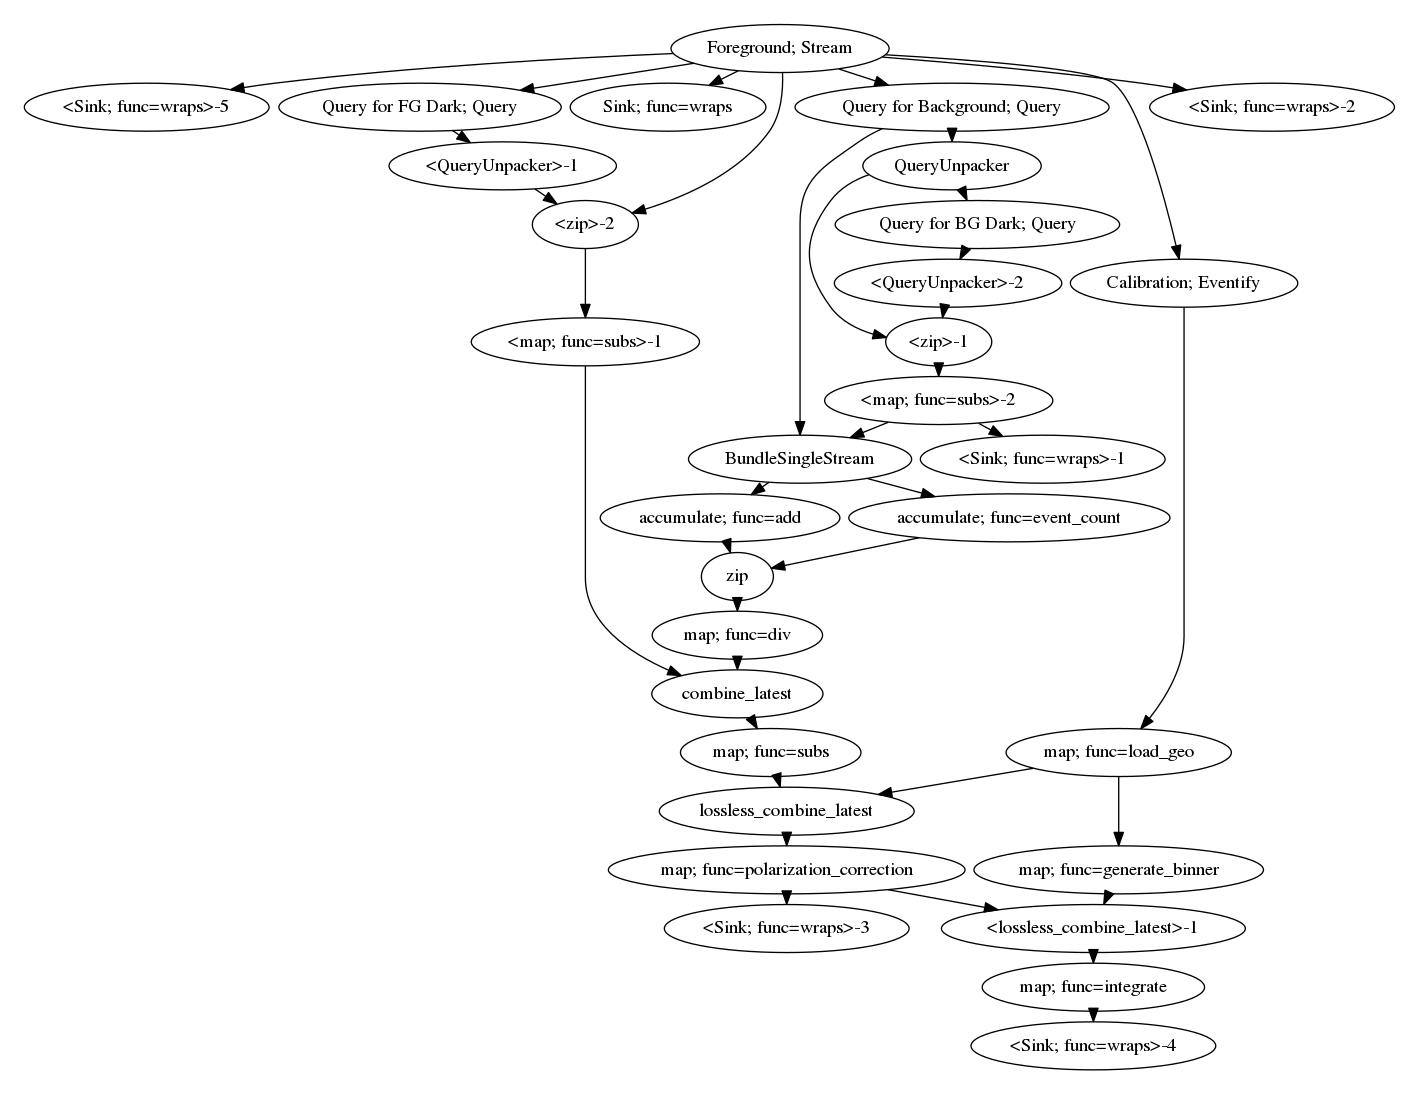 Foreground; Stream
<Sink; func=wraps>-5
Query for FG Dark; Query
Sink; func=wraps
Query for Background; Query
<Sink; func=wraps>-2
<QueryUnpacker>-1
QueryUnpacker
<zip>-2
Query for BG Dark; Query
<QueryUnpacker>-2
Calibration; Eventify
<map; func=subs>-1
<zip>-1
<map; func=subs>-2
BundleSingleStream
<Sink; func=wraps>-1
accumulate; func=add
accumulate; func=event_count
zip
map; func=div
combine_latest
map; func=subs
map; func=load_geo
lossless_combine_latest
map; func=polarization_correction
map; func=generate_binner
<Sink; func=wraps>-3
<lossless_combine_latest>-1
map; func=integrate
<Sink; func=wraps>-4